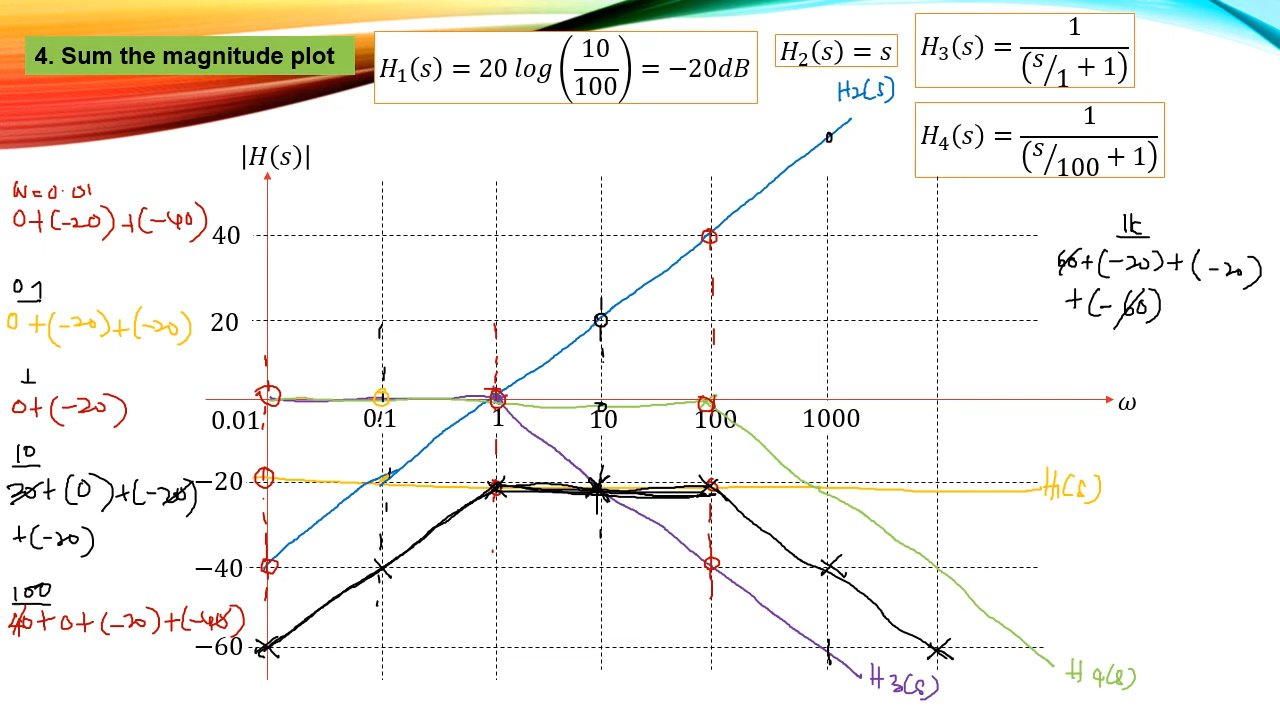 4. Sum the magnitude plot
H₁(s) = 20 log(10/100) = −20dB
H₂(s) = s
H₃(s) = 1/(s/1 + 1)
H₄(s) = 1/(s/100 + 1)
H₂(s)
|H(s)|
40
20
0.01
0.1
1
10
100
1000
ω
−20
−40
−60
H₁(s)
H₃(s)
H₄(s)
W=0.01
0+(-20)+(-40)
0.1
0+(-20)+(-20)
1
0+(-20)
10
20+(0)+(-20)
+(-20)
100
40+0+(-20)+(-40)
1k
60+(-20)+(-20)
+(-60)